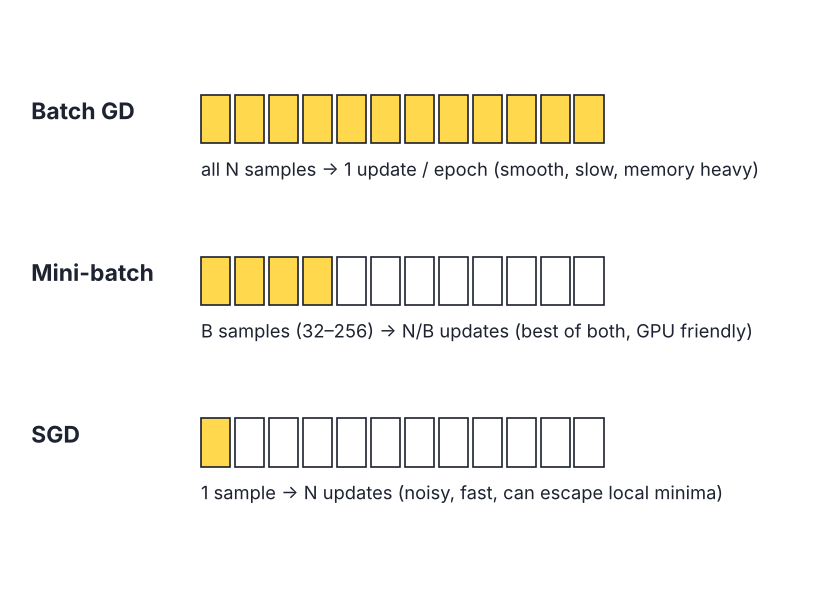 Batch GD
all N samples → 1 update / epoch (smooth, slow, memory heavy)
Mini-batch
B samples (32–256) → N/B updates (best of both, GPU friendly)
SGD
1 sample → N updates (noisy, fast, can escape local minima)